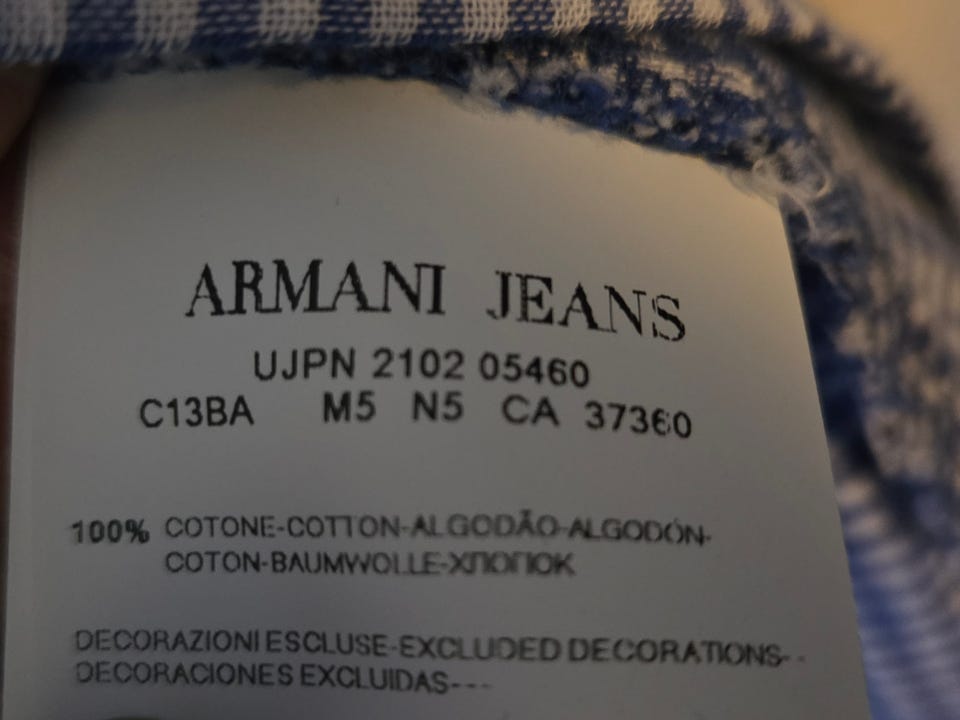 ARMANI JEANS
UJPN 2102 05460
C13BA M5 N5 CA 37360
100% COTONE-COTTON-ALGODÃO-ALGODÓN-
COTON-BAUMWOLLE-ХЛОПОК
DECORAZIONI ESCLUSE-EXCLUDED DECORATIONS--
DECORACIONES EXCLUIDAS---